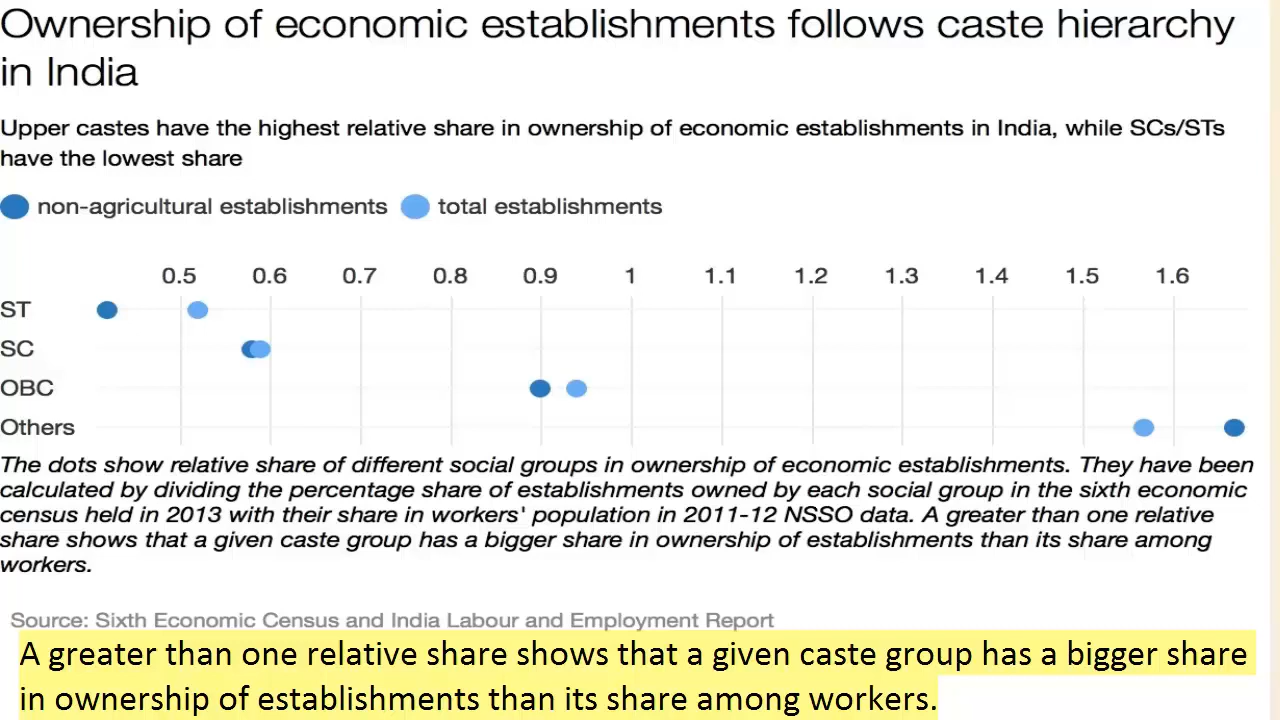 Ownership of economic establishments follows caste hierarchy
in India
Upper castes have the highest relative share in ownership of economic establishments in India, while SCs/STs
have the lowest share
non-agricultural establishments total establishments
0.5 0.6 0.7 0.8 0.9 1 1.1 1.2 1.3 1.4 1.5 1.6
ST
SC
OBC
Others
The dots show relative share of different social groups in ownership of economic establishments. They have been
calculated by dividing the percentage share of establishments owned by each social group in the sixth economic
census held in 2013 with their share in workers' population in 2011-12 NSSO data. A greater than one relative
share shows that a given caste group has a bigger share in ownership of establishments than its share among
workers.
Source: Sixth Economic Census and India Labour and Employment Report
A greater than one relative share shows that a given caste group has a bigger share
in ownership of establishments than its share among workers.